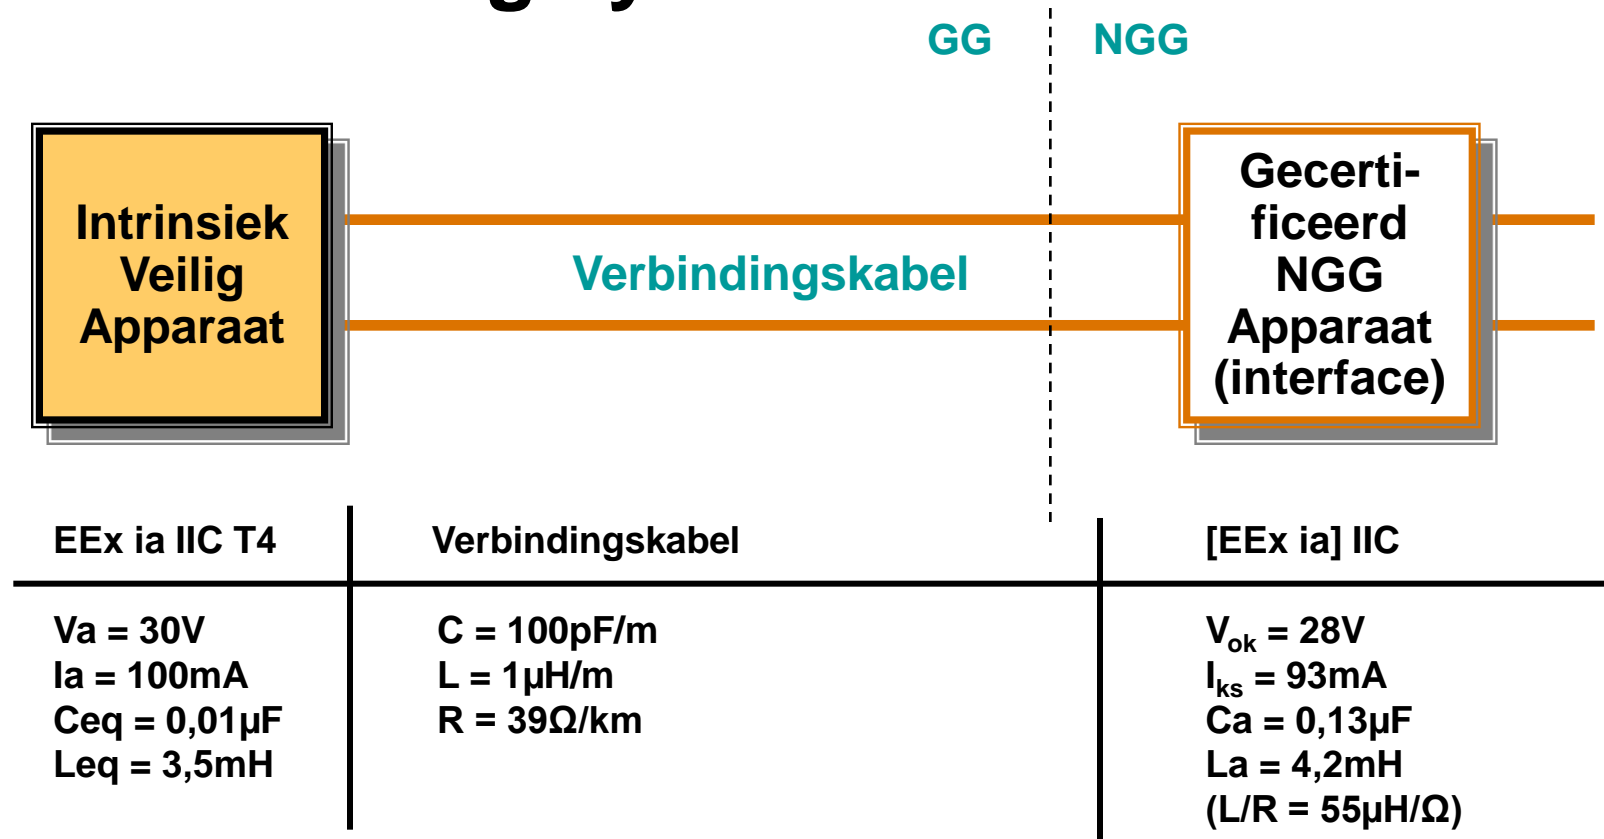 GG
NGG
Intrinsiek
Veilig
Apparaat
Verbindingskabel
Gecerti-
ficeerd
NGG
Apparaat
(interface)
EEx ia IIC T4
Verbindingskabel
[EEx ia] IIC
Va = 30V
Ia = 100mA
Ceq = 0,01µF
Leq = 3,5mH
C = 100pF/m
L = 1µH/m
R = 39Ω/km
Vok = 28V
Iks = 93mA
Ca = 0,13µF
La = 4,2mH
(L/R = 55µH/Ω)